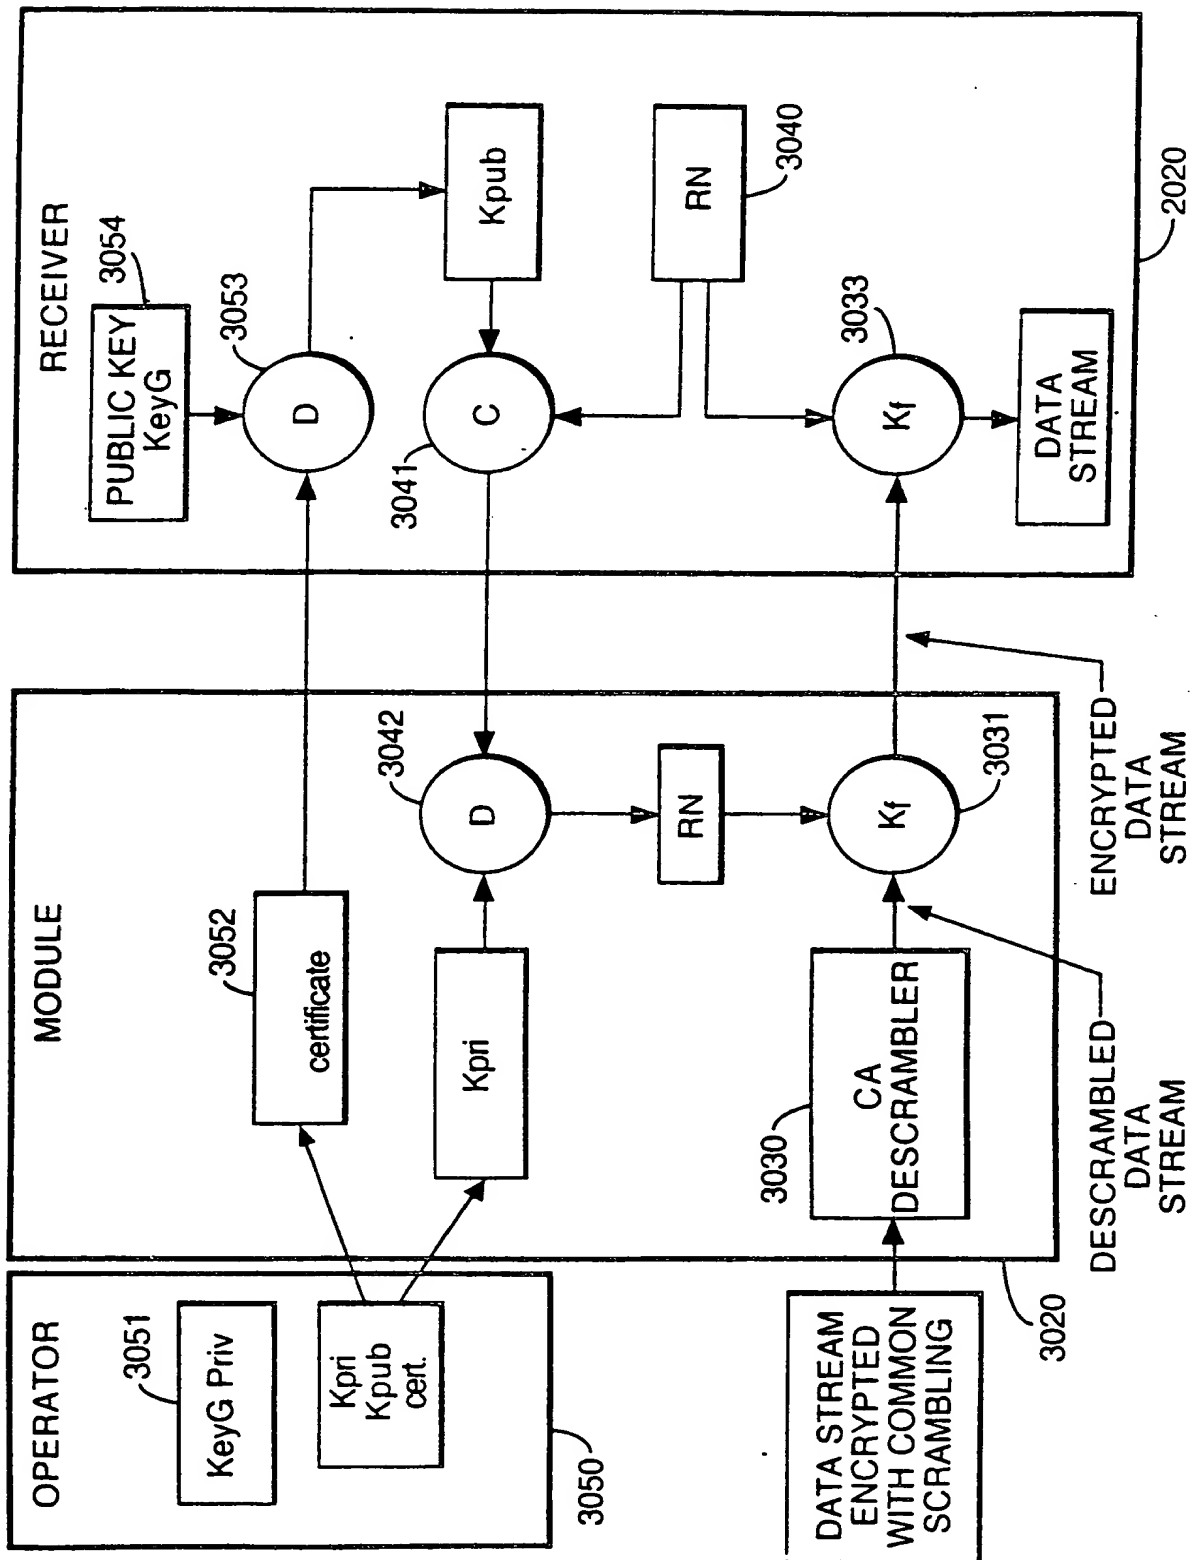 OPERATOR
3051
KeyG Priv
Kpri
Kpub
cert.
3050
DATA STREAM
ENCRYPTED
WITH COMMON
SCRAMBLING
MODULE
3052
certificate
Kpri
3042
D
RN
3030
CA
DESCRAMBLER
Kf
3031
3020
DESCRAMBLED
DATA
STREAM
ENCRYPTED
DATA
STREAM
RECEIVER
PUBLIC KEY
KeyG
3054
3053
D
Kpub
3041
C
RN
3040
3033
Kf
DATA
STREAM
2020